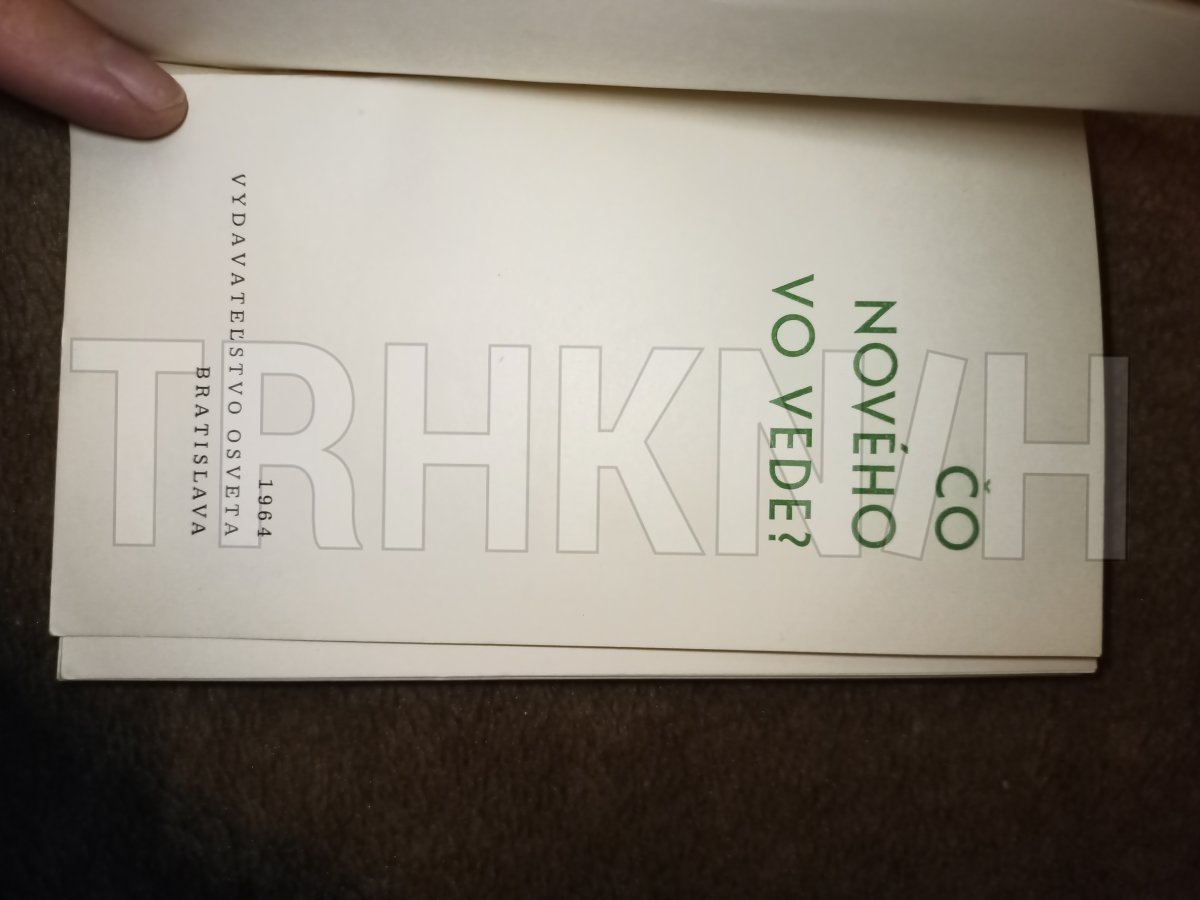 ČO
NOVÉHO
VO VEDE?
1964
VYDAVATEĽSTVO OSVETA
BRATISLAVA
TRHKNIH